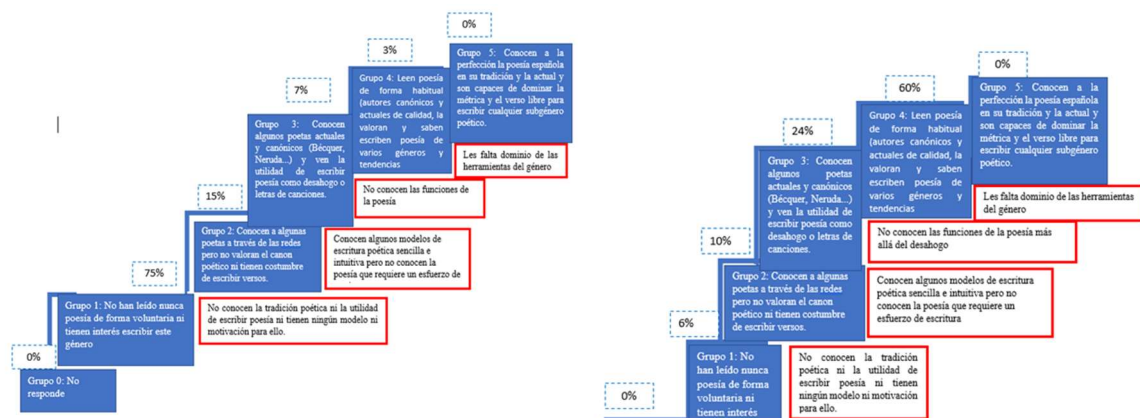 0%
Grupo 5: Conocen a la
perfección la poesía española
en su tradición y la actual y
son capaces de dominar la
métrica y el verso libre para
escribir cualquier subgénero
poético.
Les falta dominio de las
herramientas del género
3%
Grupo 4: Leen poesía de
forma habitual
(autores canónicos y
actuales de calidad, la
valoran y saben
escriben poesía de
varios géneros y
tendencias
No conocen las funciones de
la poesía
7%
Grupo 3: Conocen
algunos poetas actuales
y canónicos (Bécquer,
Neruda...) y ven la
utilidad de escribir
poesía como desahogo o
letras de canciones.
Conocen algunos modelos de
escritura poética sencilla e
intuitiva pero no conocen la
poesía que requiere un esfuerzo de
15%
Grupo 2: Conocen a algunas
poetas a través de las redes
pero no valoran el canon
poético ni tienen costumbre
de escribir versos.
No conocen la tradición poética ni la utilidad
de escribir poesía ni tienen ningún modelo ni
motivación para ello.
75%
Grupo 1: No han leído nunca
poesía de forma voluntaria ni
tienen interés escribir este
género
0%
Grupo 0: No
responde
0%
Grupo 5: Conocen a la
perfección la poesía española
en su tradición y la actual y
son capaces de dominar la
métrica y el verso libre para
escribir cualquier subgénero
poético.
Les falta dominio de las herramientas
del género
60%
Grupo 4: Leen poesía de
forma habitual
(autores canónicos y
actuales de calidad, la
valoran y saben
escriben poesía de
varios géneros y
tendencias
No conocen las funciones de la poesía más
allá del desahogo
24%
Grupo 3: Conocen
algunos poetas actuales
y canónicos (Bécquer,
Neruda...) y ven la
utilidad de escribir
poesía como desahogo o
letras de canciones.
Conocen algunos modelos de escritura
poética sencilla e intuitiva pero no
conocen la poesía que requiere un
esfuerzo de escritura
10%
Grupo 2: Conocen a algunas
poetas a través de las redes
pero no valoran el canon
poético ni tienen costumbre
de escribir versos.
No conocen la tradición
poética ni la utilidad de
escribir poesía ni tienen
ningún modelo ni motivación
para ello.
6%
Grupo 1: No
han leído nunca
poesía de forma
voluntaria ni
tienen interés
0%